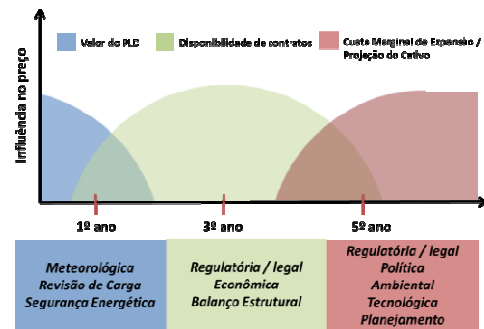 Valor do PLD
Disponibilidade de contratos
Custo Marginal de Expansão /
Projeção do Cativo
Influência no preço
1º ano
3º ano
5º ano
Meteorológica
Revisão de Carga
Segurança Energética
Regulatória / legal
Econômica
Balanço Estrutural
Regulatória / legal
Política
Ambiental
Tecnológica
Planejamento